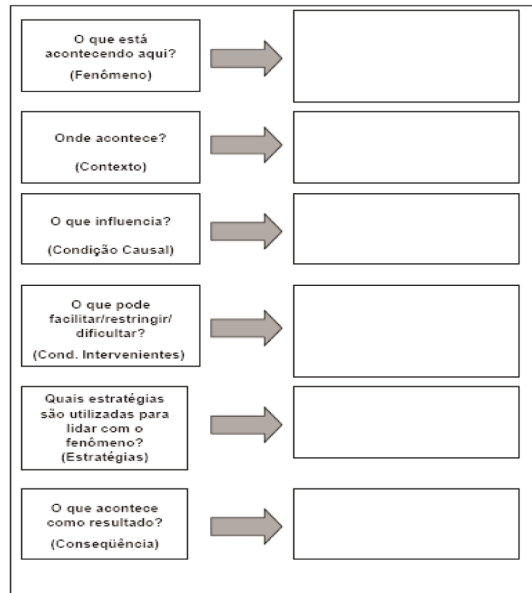 O que está
acontecendo aqui?
(Fenômeno)
Onde acontece?
(Contexto)
O que influencia?
(Condição Causal)
O que pode
facilitar/restringir/
dificultar?
(Cond. Intervenientes)
Quais estratégias
são utilizadas para
lidar com o
fenômeno?
(Estratégias)
O que acontece
como resultado?
(Conseqüência)